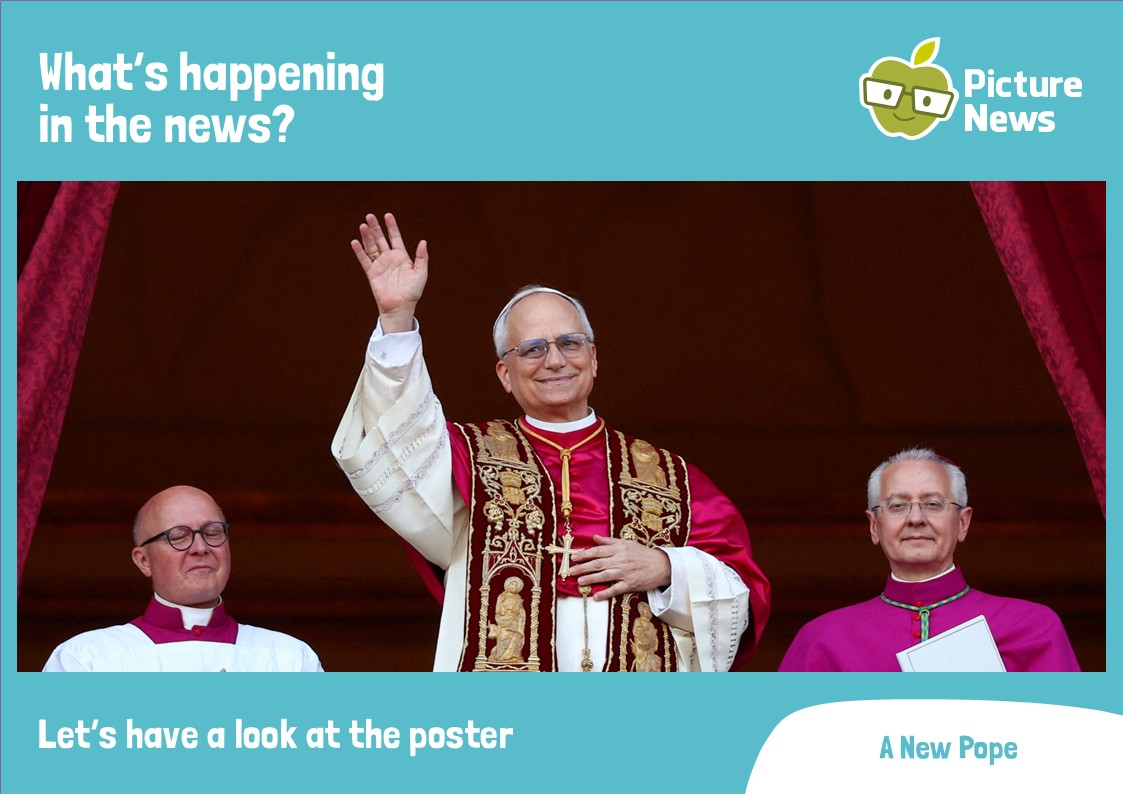 What's happening
in the news?
Picture
News
Let's have a look at the poster
A New Pope